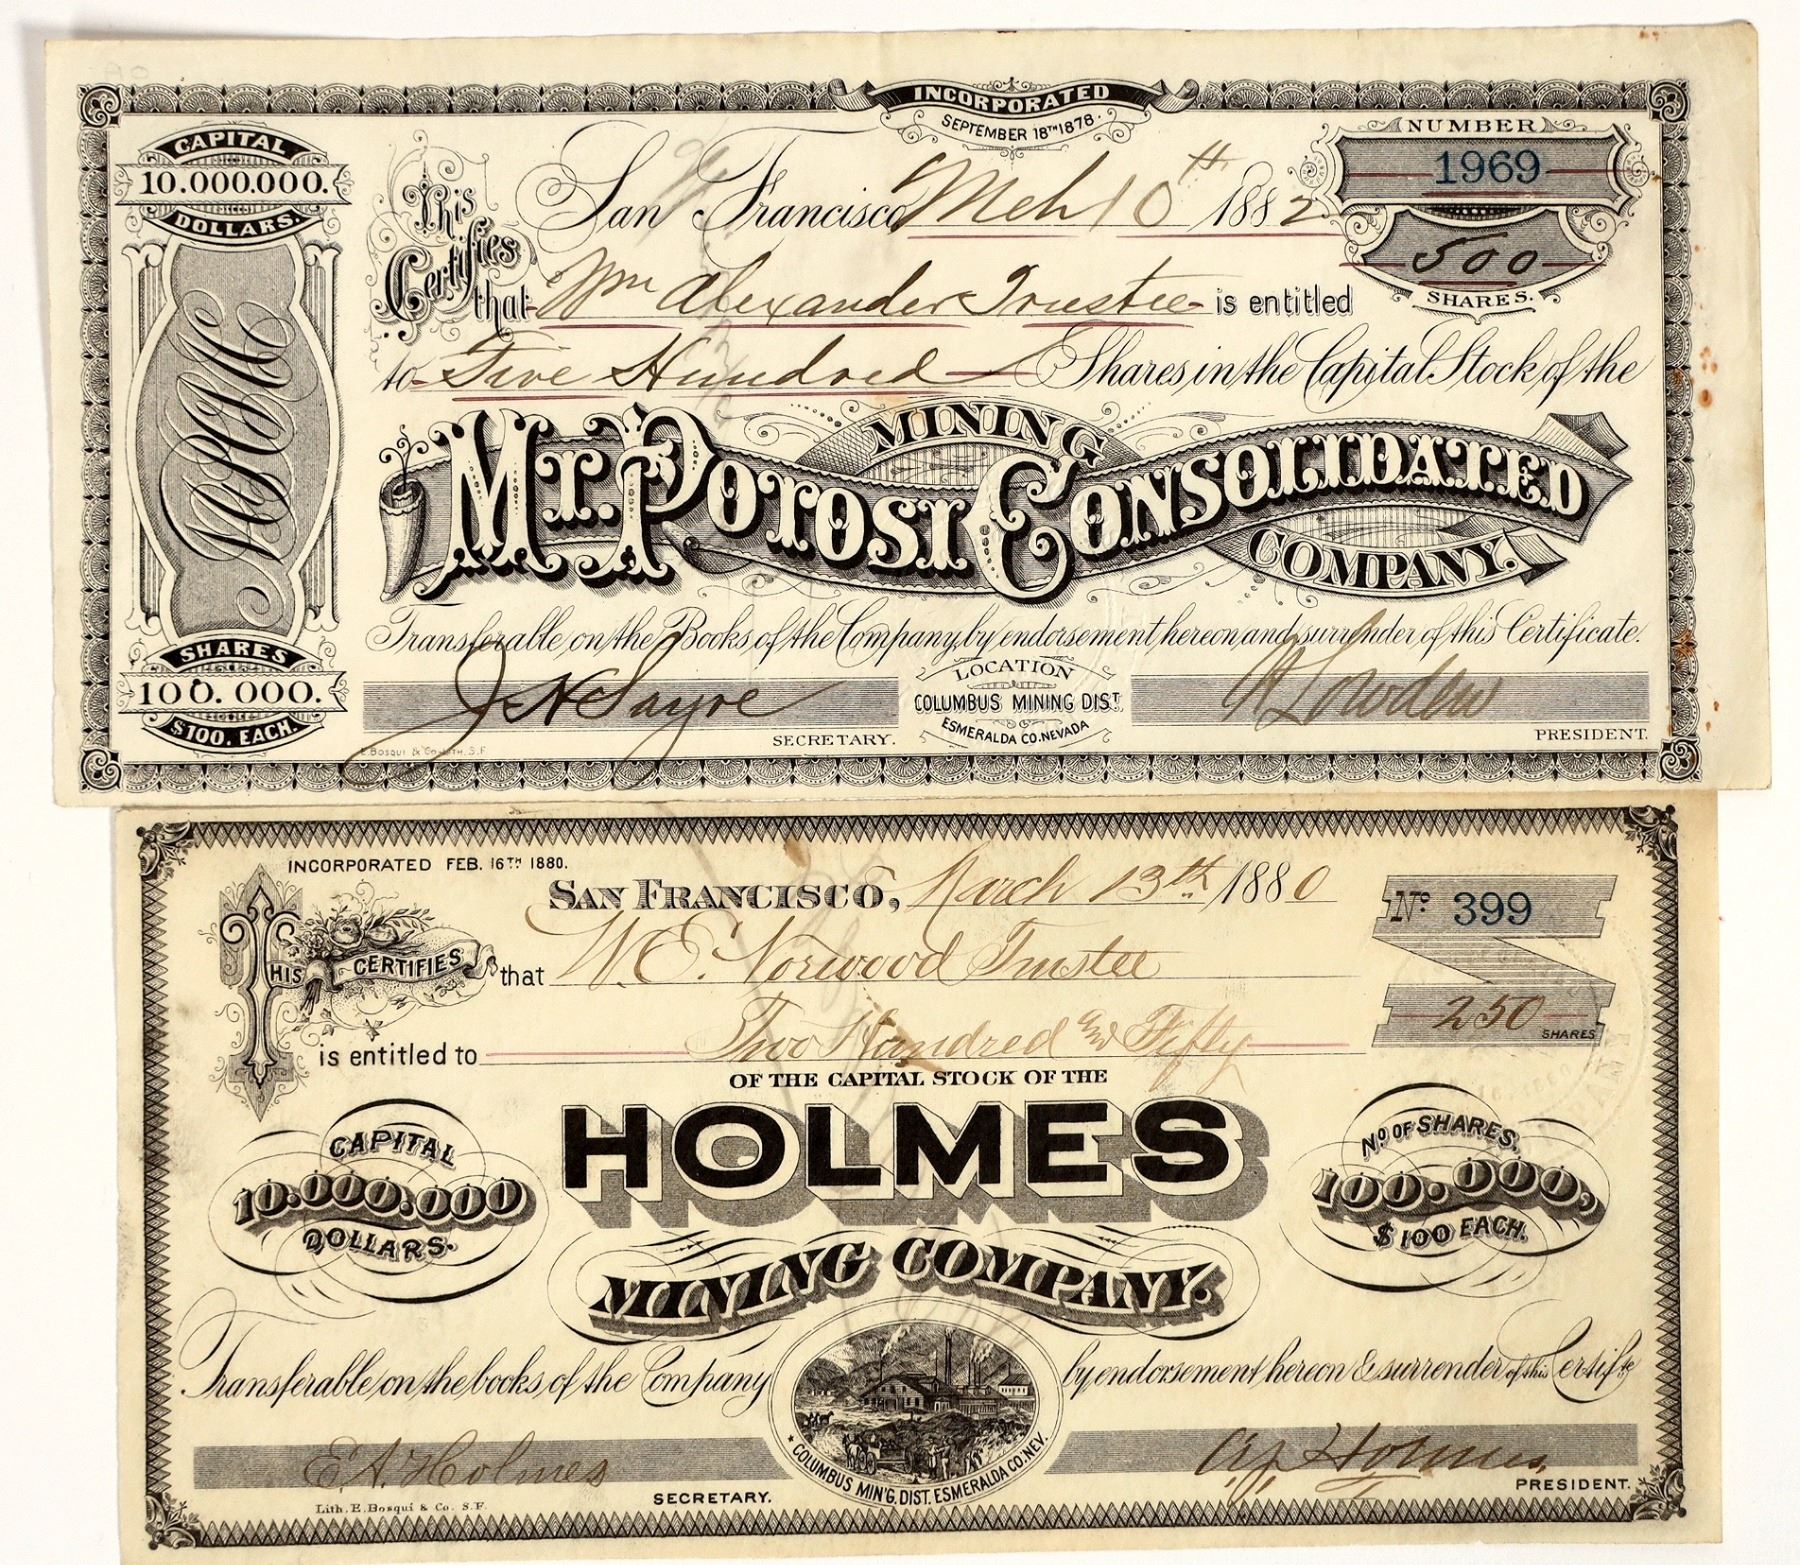 INCORPORATED
SEPTEMBER 18TH 1878.
CAPITAL
10.000.000.
DOLLARS.
NUMBER
1969
500
SHARES.
San Francisco Mch 10th 1882
This Certifies that Wm Alexander Trustee is entitled
to Five Hundred Shares in the Capital Stock of the
MT. POTOSI CONSOLIDATED
MINING
COMPANY.
Transferable on the Books of the Company by endorsement hereon and surrender of this Certificate.
SHARES
100.000.
$100. EACH.
J N Sayre
SECRETARY.
LOCATION
COLUMBUS MINING DIST.
ESMERALDA CO. NEVADA
Lowden
PRESIDENT.
E. Bosqui & Co. Lith. S.F.
INCORPORATED FEB. 16TH 1880.
SAN FRANCISCO, March 13th 1880
No 399
THIS CERTIFIES that W. E. Norwood Trustee
250 SHARES
is entitled to Two Hundred and Fifty
OF THE CAPITAL STOCK OF THE
HOLMES
MINING COMPANY.
CAPITAL
10.000.000
DOLLARS.
No OF SHARES,
100.000,
$100 EACH.
Transferable on the books of the Company by endorsement hereon & surrender of this Certifte
E. A. Holmes
SECRETARY.
COLUMBUS MIN'G. DIST. ESMERALDA CO. NEV.
Holmes
PRESIDENT.
Lith. E. Bosqui & Co. S.F.